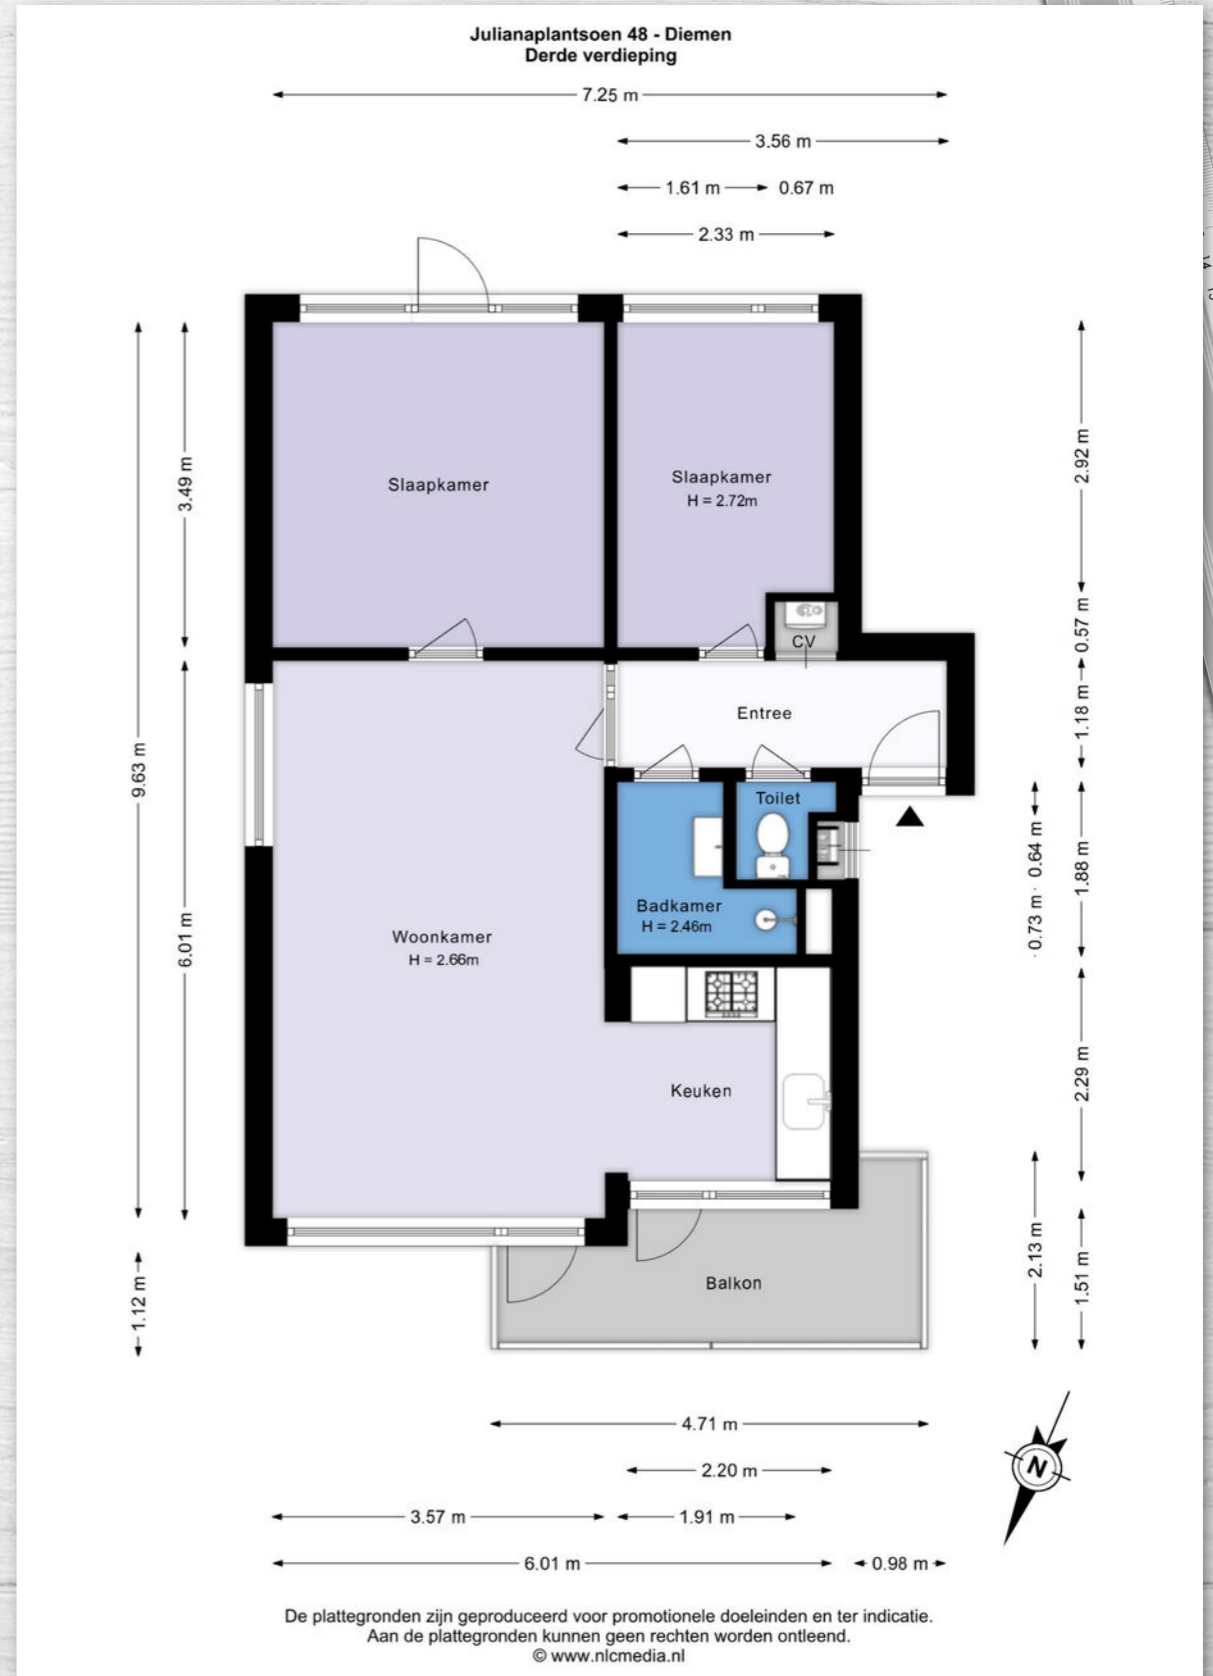 Julianaplantsoen 48 - Diemen
Derde verdieping
7.25 m
3.56 m
1.61 m
0.67 m
2.33 m
Slaapkamer
Slaapkamer
H = 2.72m
3.49 m
2.92 m
0.57 m
CV
Entree
1.18 m
9.63 m
Toilet
0.64 m
1.88 m
Badkamer
H = 2.46m
0.73 m
Woonkamer
H = 2.66m
6.01 m
Keuken
2.29 m
Balkon
1.12 m
2.13 m
1.51 m
4.71 m
N
2.20 m
3.57 m
1.91 m
6.01 m
0.98 m
De plattegronden zijn geproduceerd voor promotionele doeleinden en ter indicatie.
Aan de plattegronden kunnen geen rechten worden ontleend.
© www.nlcmedia.nl